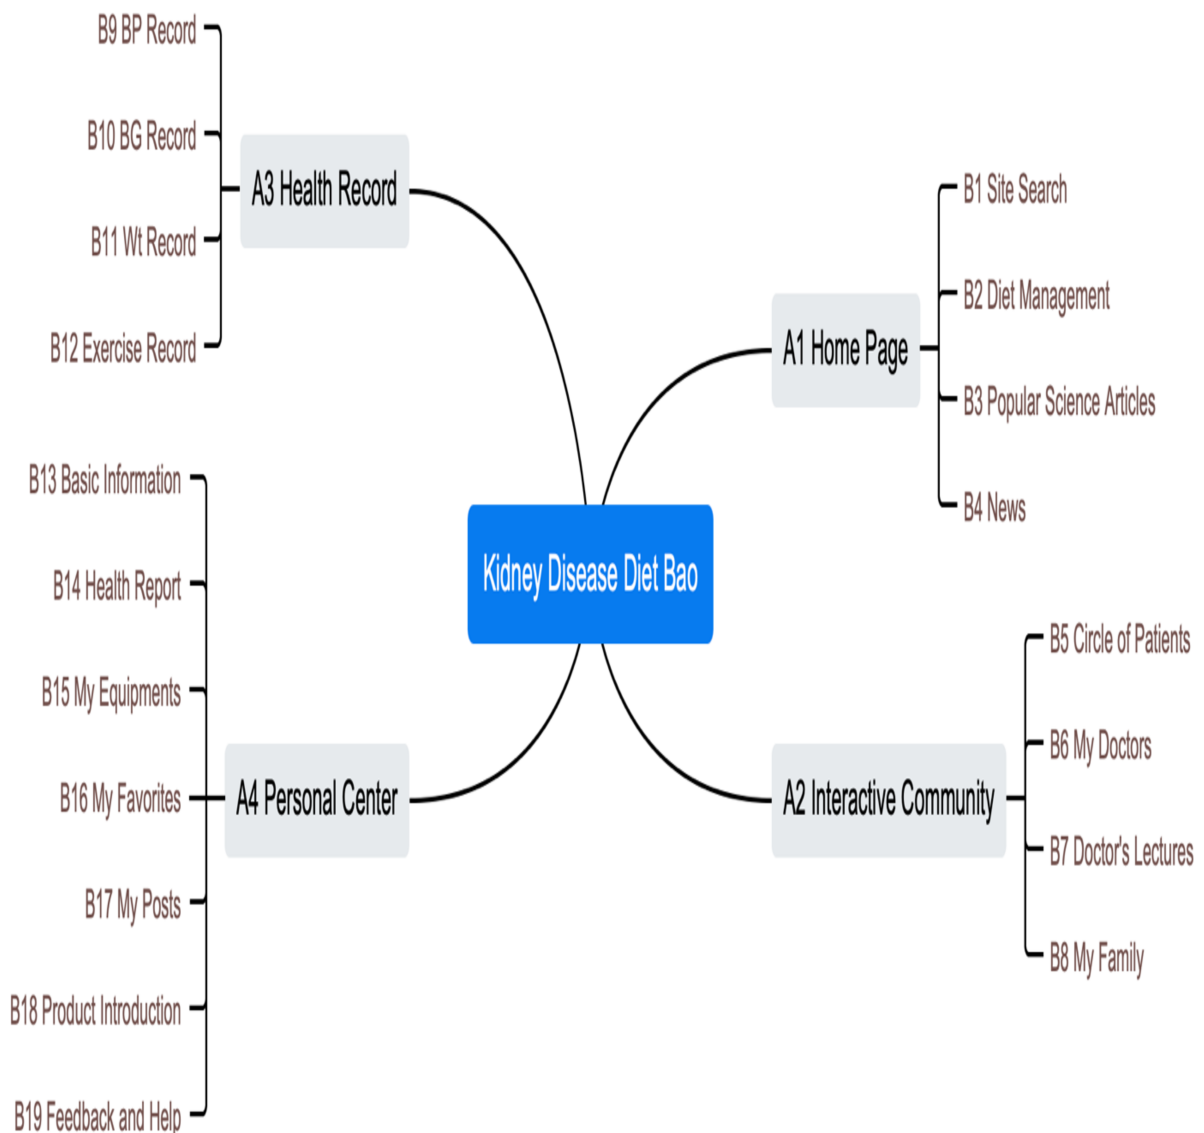 Kidney Disease Diet Bao
A1 Home Page
B1 Site Search
B2 Diet Management
B3 Popular Science Articles
B4 News
A2 Interactive Community
B5 Circle of Patients
B6 My Doctors
B7 Doctor's Lectures
B8 My Family
A3 Health Record
B9 BP Record
B10 BG Record
B11 Wt Record
B12 Exercise Record
A4 Personal Center
B13 Basic Information
B14 Health Report
B15 My Equipments
B16 My Favorites
B17 My Posts
B18 Product Introduction
B19 Feedback and Help